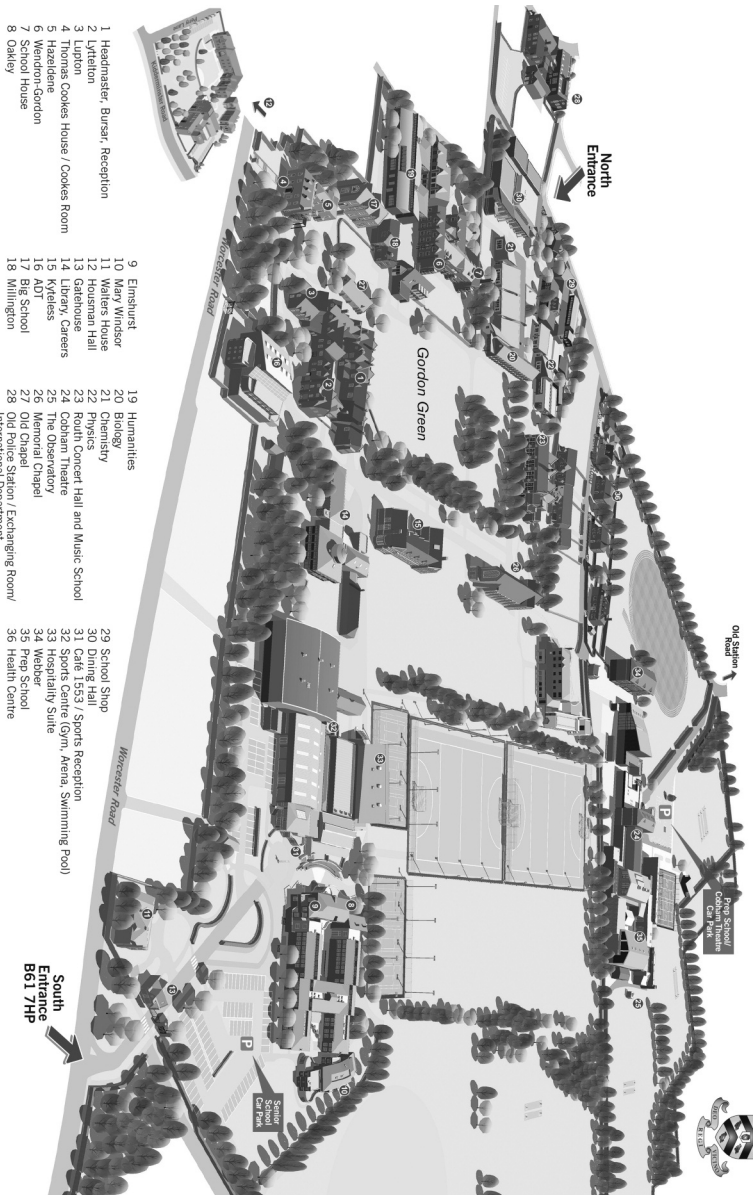 North
Entrance
Old Station
Road
Prep School/
Cobham Theatre
Car Park
P
Gordon Green
Kidderminster Road
Worcester Road
Worcester Road
P
Senior
School
Car Park
South
Entrance
B61 7HP
1 Headmaster, Bursar, Reception
2 Lyttelton
3 Lupton
4 Thomas Cookes House / Cookes Room
5 Hazeldene
6 Wendron-Gordon
7 School House
8 Oakley
9 Elmshurst
10 Mary Windsor
11 Walters House
12 Housman Hall
13 Gatehouse
14 Library, Careers
15 Kyteless
16 ADT
17 Big School
18 Millington
19 Humanities
20 Biology
21 Chemistry
22 Physics
23 Routh Concert Hall and Music School
24 Cobham Theatre
25 The Observatory
26 Memorial Chapel
27 Old Chapel
28 Old Police Station / Exchanging Room/
International Department
29 School Shop
30 Dining Hall
31 Café 1553 / Sports Reception
32 Sports Centre (Gym, Arena, Swimming Pool)
33 Hospitality Suite
34 Webber
35 Prep School
36 Health Centre